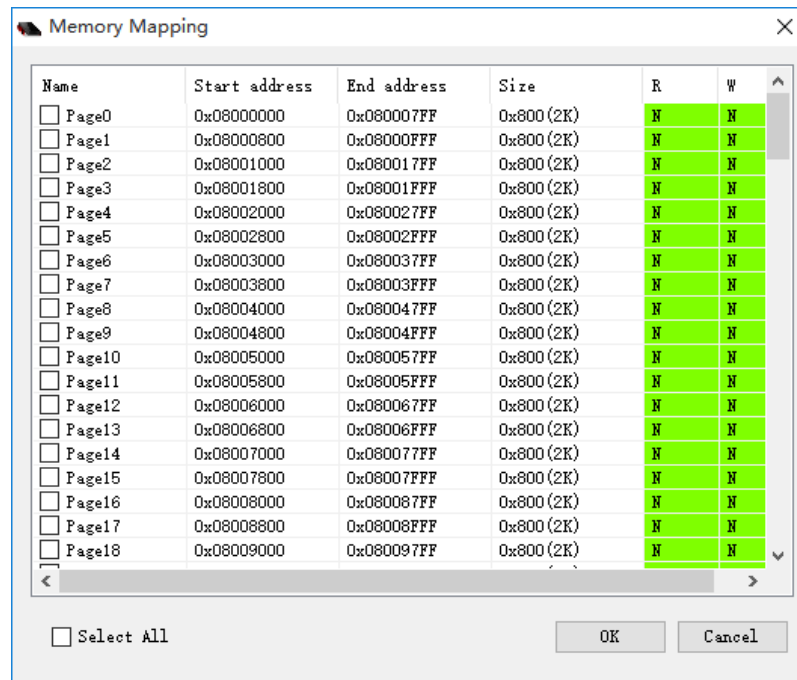 Memory Mapping
Name Start address End address Size R W
Page0 0x08000000 0x080007FF 0x800(2K) N N
Page1 0x08000800 0x08000FFF 0x800(2K) N N
Page2 0x08001000 0x080017FF 0x800(2K) N N
Page3 0x08001800 0x08001FFF 0x800(2K) N N
Page4 0x08002000 0x080027FF 0x800(2K) N N
Page5 0x08002800 0x08002FFF 0x800(2K) N N
Page6 0x08003000 0x080037FF 0x800(2K) N N
Page7 0x08003800 0x08003FFF 0x800(2K) N N
Page8 0x08004000 0x080047FF 0x800(2K) N N
Page9 0x08004800 0x08004FFF 0x800(2K) N N
Page10 0x08005000 0x080057FF 0x800(2K) N N
Page11 0x08005800 0x08005FFF 0x800(2K) N N
Page12 0x08006000 0x080067FF 0x800(2K) N N
Page13 0x08006800 0x08006FFF 0x800(2K) N N
Page14 0x08007000 0x080077FF 0x800(2K) N N
Page15 0x08007800 0x08007FFF 0x800(2K) N N
Page16 0x08008000 0x080087FF 0x800(2K) N N
Page17 0x08008800 0x08008FFF 0x800(2K) N N
Page18 0x08009000 0x080097FF 0x800(2K) N N
Select All OK Cancel